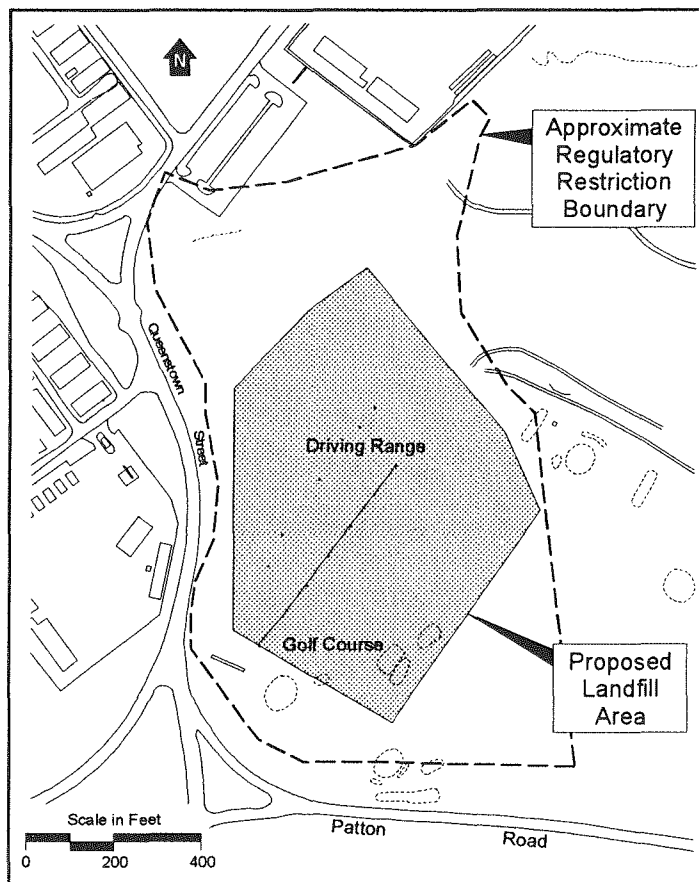 N
Approximate
Regulatory
Restriction
Boundary
Queenstown
Street
Driving Range
Golf Course
Proposed
Landfill
Area
Scale in Feet
0 200 400
Patton Road